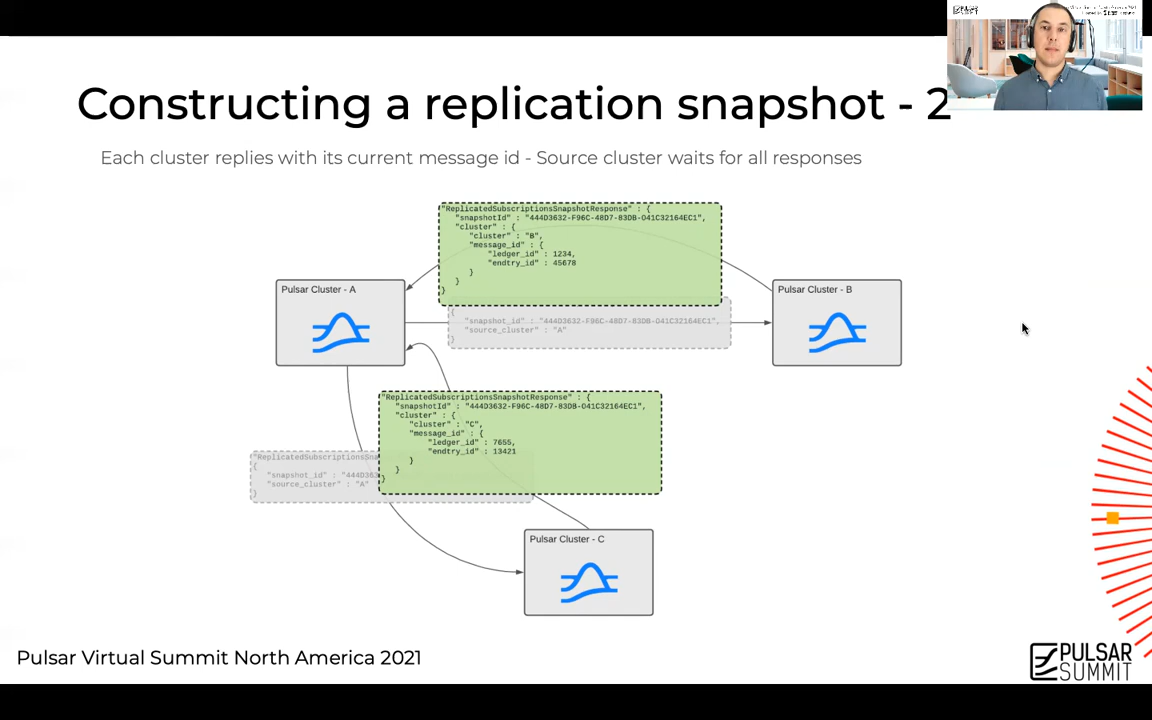 Constructing a replication snapshot - 2
Each cluster replies with its current message id - Source cluster waits for all responses
"ReplicatedSubscriptionsSnapshotResponse" : {
"snapshotId" : "444D3632-F96C-48D7-83DB-041C32164EC1",
"cluster" : {
"cluster" : "B",
"message_id" : {
"ledger_id" : 1234,
"endtry_id" : 45678
}
}
}
Pulsar Cluster - A
Pulsar Cluster - B
{
"snapshot_id" : "444D3632-F96C-48D7-83DB-041C32164EC1",
"source_cluster" : "A"
}
"ReplicatedSubscriptionsSnapshotResponse" : {
"snapshotId" : "444D3632-F96C-48D7-83DB-041C32164EC1",
"cluster" : {
"cluster" : "C",
"message_id" : {
"ledger_id" : 7655,
"endtry_id" : 13421
}
}
}
"ReplicatedSubscriptionsSna
{
"snapshot_id" : "444D363
"source_cluster" : "A"
}
Pulsar Cluster - C
Pulsar Virtual Summit North America 2021
PULSAR
SUMMIT